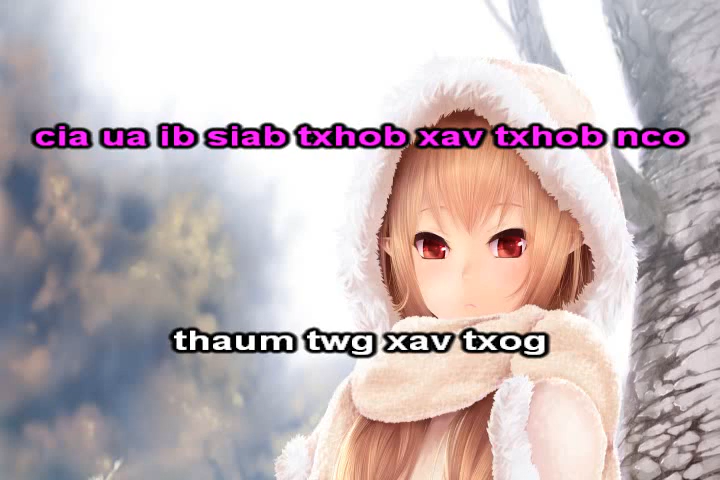 cia ua ib siab txhob xav txhob nco
thaum twg xav txog